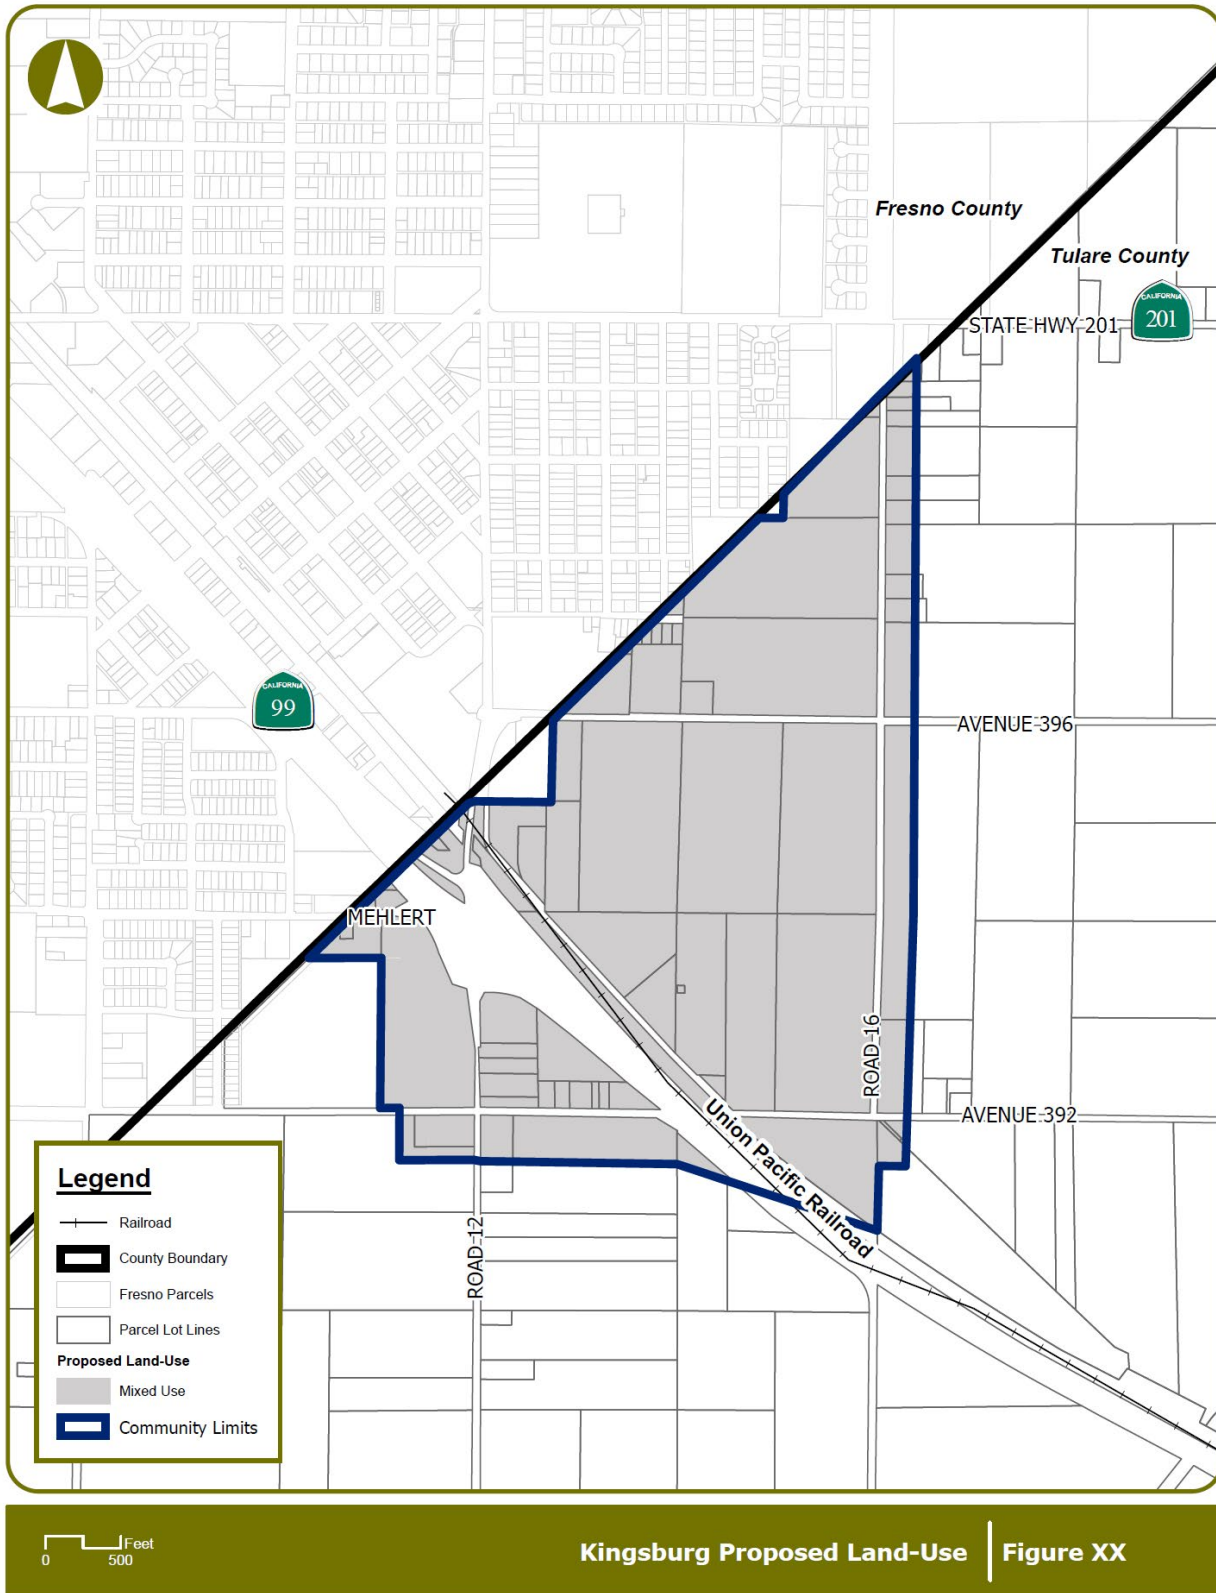 Fresno County
Tulare County
STATE HWY 201
CALIFORNIA
201
CALIFORNIA
99
AVENUE 396
MEHLERT
ROAD 16
AVENUE 392
Union Pacific Railroad
ROAD 12
Legend
Railroad
County Boundary
Fresno Parcels
Parcel Lot Lines
Proposed Land-Use
Mixed Use
Community Limits
Feet
0 500
Kingsburg Proposed Land-Use Figure XX